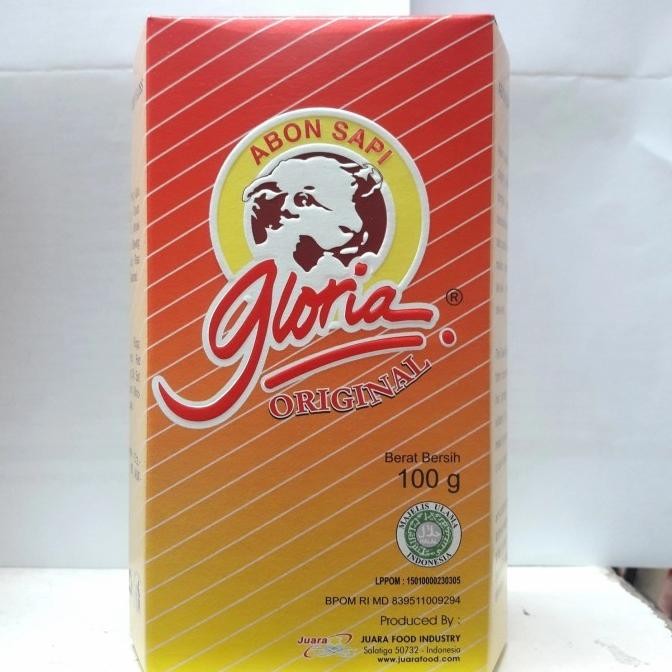 ABON SAPI
gloria ®
ORIGINAL
Berat Bersih
100 g
MAJELIS ULAMA
حلال
INDONESIA
LPPOM : 15010000230305
BPOM RI MD 839511009294
Produced By :
Juara
JUARA FOOD INDUSTRY
Salatiga 50732 - Indonesia
www.juarafood.com